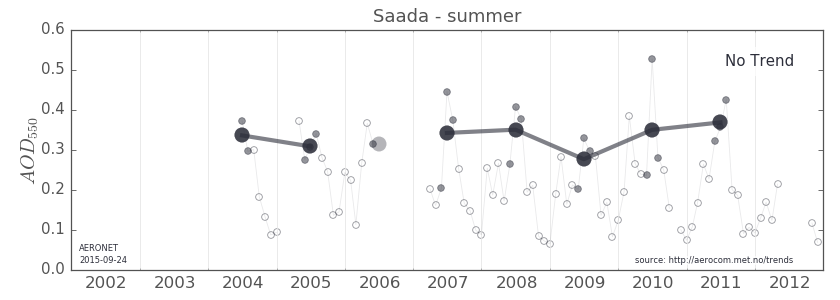 Saada - summer
No Trend
AOD550
0.6
0.5
0.4
0.3
0.2
0.1
0.0
AERONET
2015-09-24
source: http://aerocom.met.no/trends
2002 2003 2004 2005 2006 2007 2008 2009 2010 2011 2012